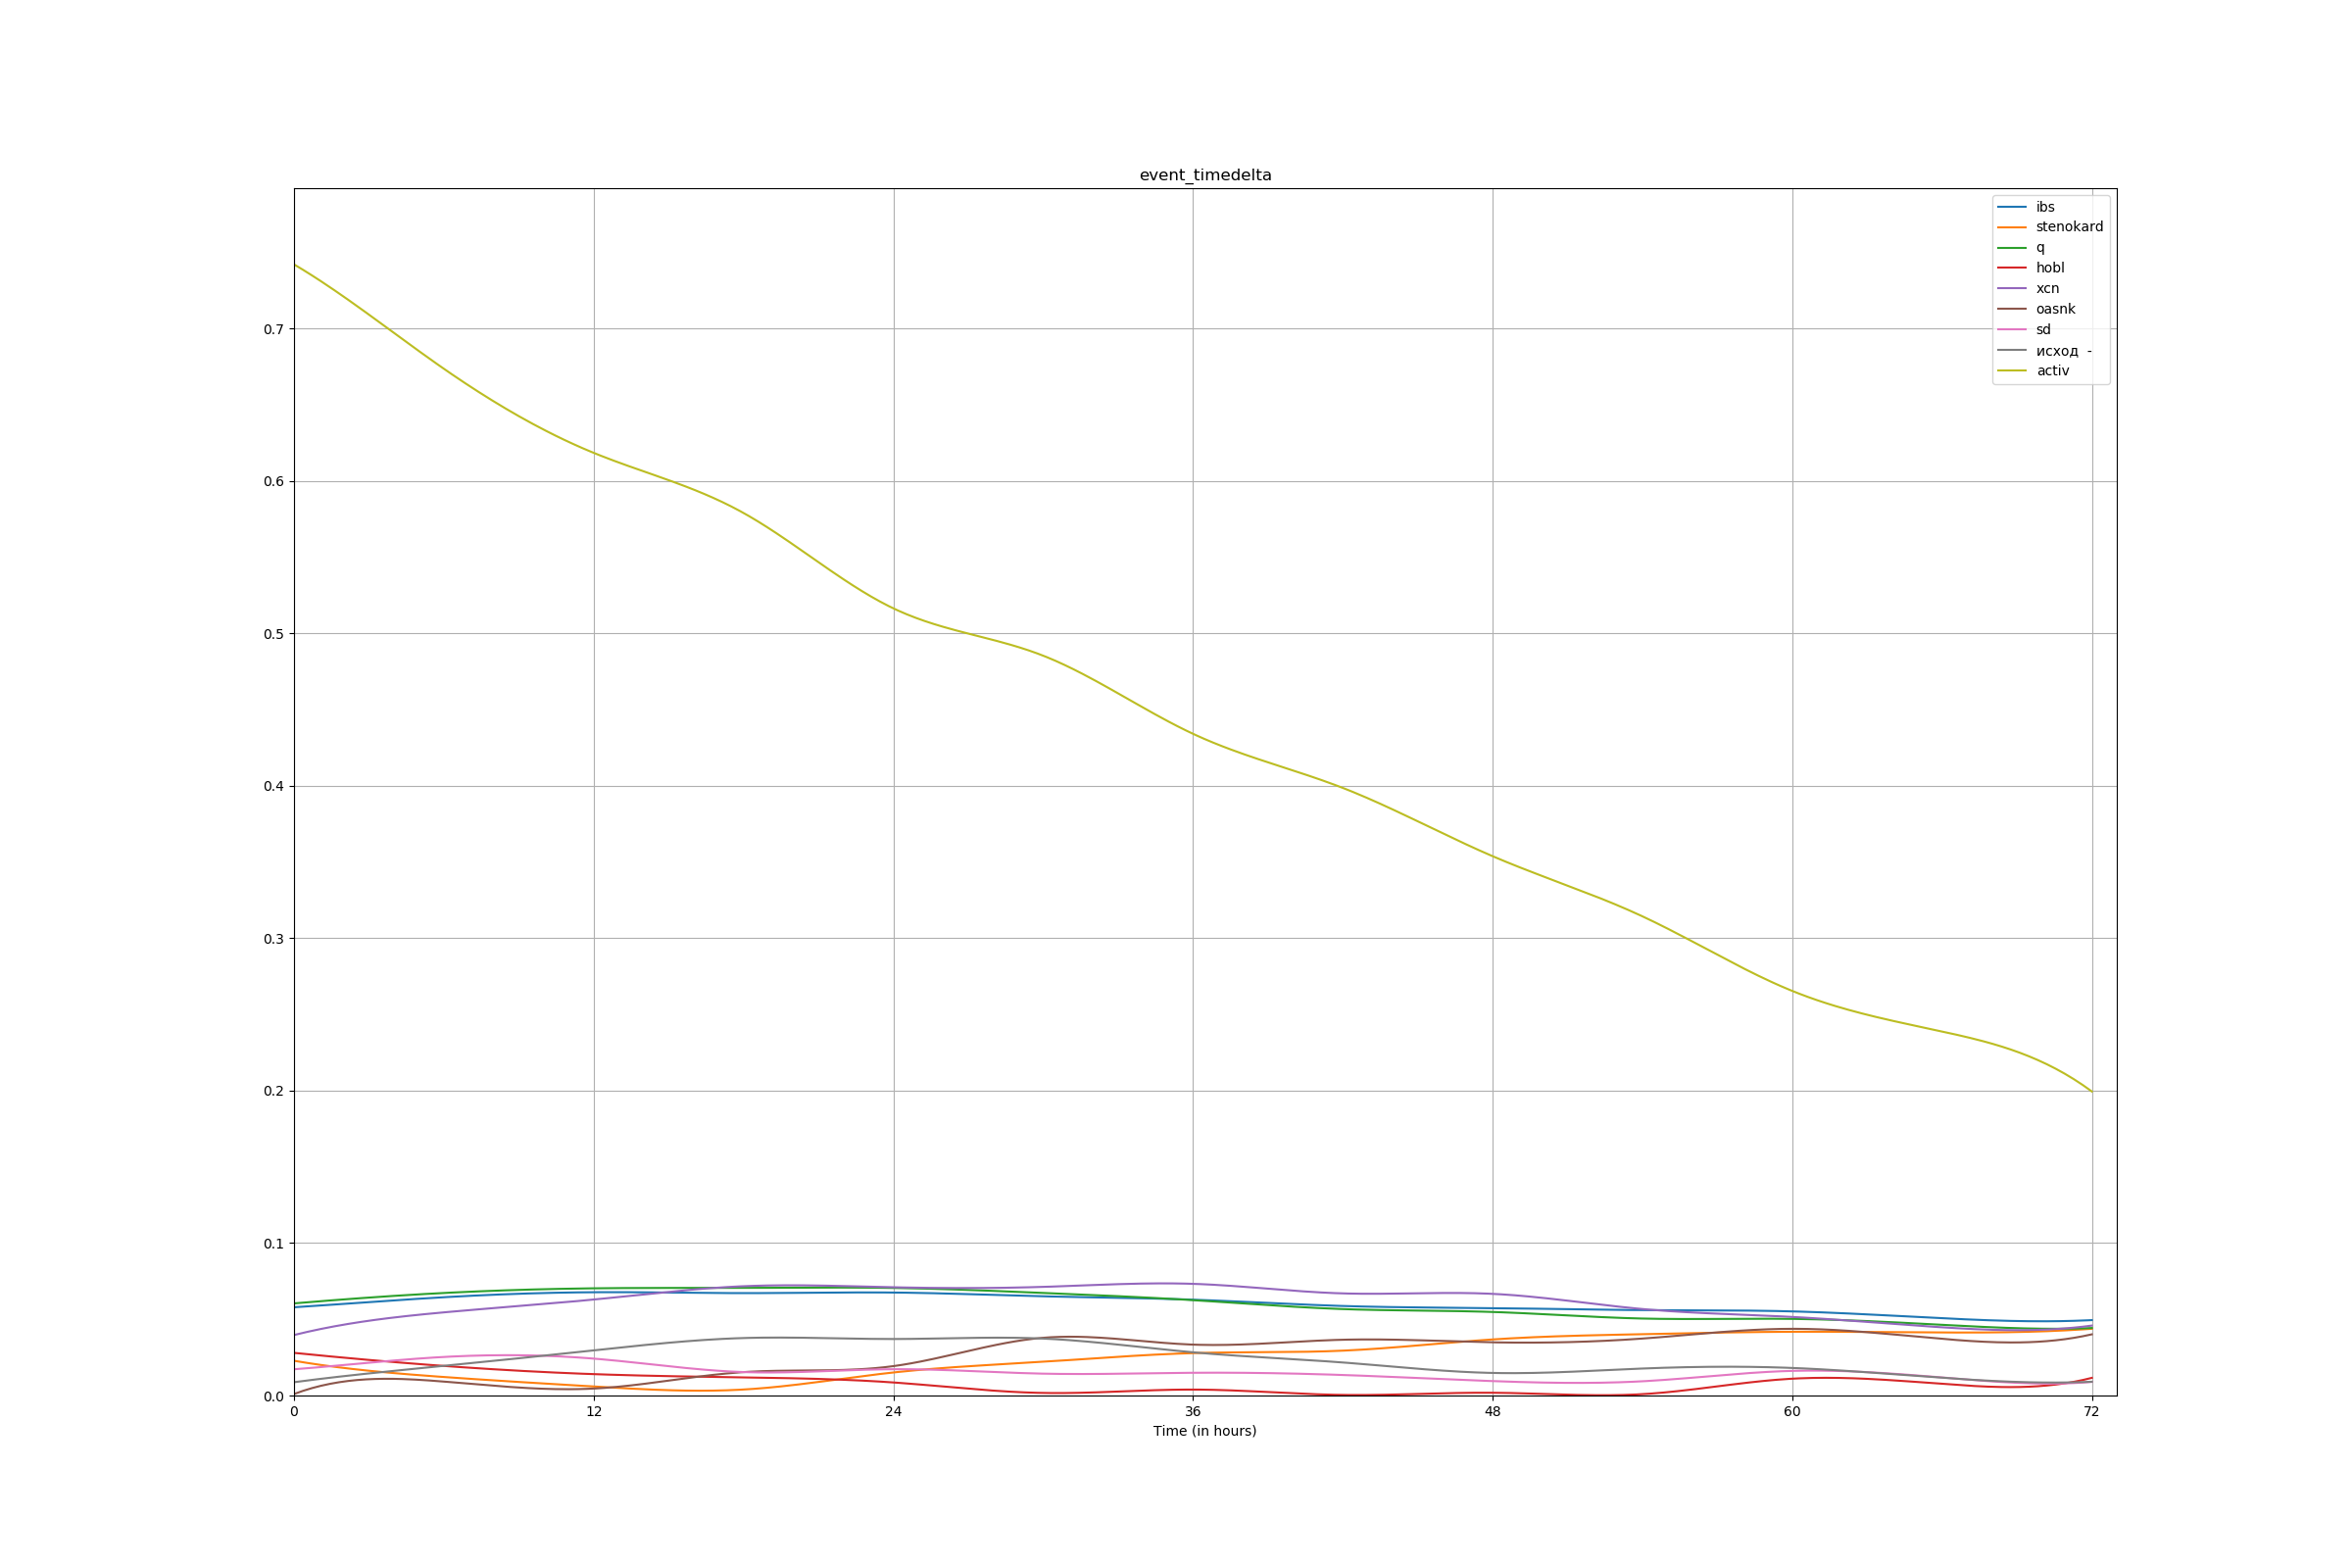 event_timedelta
ibs
stenokard
q
hobl
xcn
oasnk
sd
исход -
activ
0.7
0.6
0.5
0.4
0.3
0.2
0.1
0.0
0 12 24 36 48 60 72
Time (in hours)